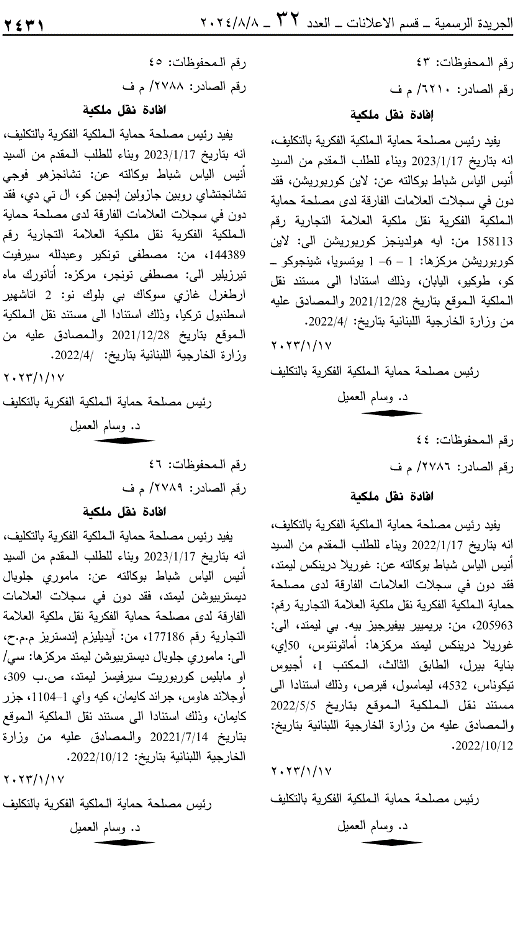 الجريدة الرسمية – قسم الاعلانات – العدد ٣٢ – ٢٠٢٤/٨/٨
٢٤٣١
رقم المحفوظات: ٤٣
رقم الصادر: ٦٢١٠/ م ف
إفادة نقل ملكية
يفيد رئيس مصلحة حماية الملكية الفكرية بالتكليف،
انه بتاريخ 2023/1/17 وبناء للطلب المقدم من السيد
أنيس الياس شباط بوكالته عن: لاين كوربوريشن، فقد
دون في سجلات العلامات الفارقة لدى مصلحة حماية
الملكية الفكرية نقل ملكية العلامة التجارية رقم
158113 من: ايه هولدينجز كوربوريشن الى: لاين
كوربوريشن مركزها: 1 – 6– 1 يوتسويا، شينجوكو –
كو، طوكيو، اليابان، وذلك استنادا الى مستند نقل
الملكية الموقع بتاريخ 2021/12/28 والمصادق عليه
من وزارة الخارجية اللبنانية بتاريخ: /2022/4.
٢٠٢٣/١/١٧
رئيس مصلحة حماية الملكية الفكرية بالتكليف
د. وسام العميل
رقم المحفوظات: ٤٤
رقم الصادر: ٢٧٨٦/ م ف
افادة نقل ملكية
يفيد رئيس مصلحة حماية الملكية الفكرية بالتكليف،
انه بتاريخ 2022/1/17 وبناء للطلب المقدم من السيد
أنيس الياس شباط بوكالته عن: غوريلا درينكس ليمتد،
فقد دون في سجلات العلامات الفارقة لدى مصلحة
حماية الملكية الفكرية نقل ملكية العلامة التجارية رقم:
205963، من: بريميير بيفيرجيز بيه. بي ليمتد، الى:
غوريلا درينكس ليمتد مركزها: أماثونتوس، 50إي،
بناية بيرل، الطابق الثالث، المكتب 1، أجيوس
تيكوناس، 4532، ليماسول، قبرص، وذلك استنادا الى
مستند نقل الملكية الموقع بتاريخ 2022/5/5
والمصادق عليه من وزارة الخارجية اللبنانية بتاريخ:
2022/10/12.
٢٠٢٣/١/١٧
رئيس مصلحة حماية الملكية الفكرية بالتكليف
د. وسام العميل
رقم المحفوظات: ٤٥
رقم الصادر: ٢٧٨٨/ م ف
افادة نقل ملكية
يفيد رئيس مصلحة حماية الملكية الفكرية بالتكليف،
انه بتاريخ 2023/1/17 وبناء للطلب المقدم من السيد
أنيس الياس شباط بوكالته عن: تشانجزهو فوجي
تشانجتشاي روبين جازولين إنجين كو، ال تي دي، فقد
دون في سجلات العلامات الفارقة لدى مصلحة حماية
الملكية الفكرية نقل ملكية العلامة التجارية رقم
144389، من: مصطفى تونكير وعبدلله سيرفيت
تيرزيلير الى: مصطفى تونجر، مركزه: أتاتورك ماه
ارطغرل غازي سوكاك بي بلوك نو: 2 اتاشهير
اسطنبول تركيا، وذلك استنادا الى مستند نقل الملكية
الموقع بتاريخ 2021/12/28 والمصادق عليه من
وزارة الخارجية اللبنانية بتاريخ: /2022/4.
٢٠٢٣/١/١٧
رئيس مصلحة حماية الملكية الفكرية بالتكليف
د. وسام العميل
رقم المحفوظات: ٤٦
رقم الصادر: ٢٧٨٩/ م ف
افادة نقل ملكية
يفيد رئيس مصلحة حماية الملكية الفكرية بالتكليف،
انه بتاريخ 2023/1/17 وبناء للطلب المقدم من السيد
أنيس الياس شباط بوكالته عن: ماموري جلوبال
ديستربيوشن ليمتد، فقد دون في سجلات العلامات
الفارقة لدى مصلحة حماية الملكية الفكرية نقل ملكية العلامة
التجارية رقم 177186، من: آيديليزم إندستريز م.م.ح،
الى: ماموري جلوبال ديستربيوشن ليمتد مركزها: سي/
او مابلبس كوربوريت سيرفيسز ليمتد، ص.ب 309،
أوجلاند هاوس، جراند كايمان، كيه واي 1–1104، جزر
كايمان، وذلك استنادا الى مستند نقل الملكية الموقع
بتاريخ 20221/7/14 والمصادق عليه من وزارة
الخارجية اللبنانية بتاريخ: 2022/10/12.
٢٠٢٣/١/١٧
رئيس مصلحة حماية الملكية الفكرية بالتكليف
د. وسام العميل